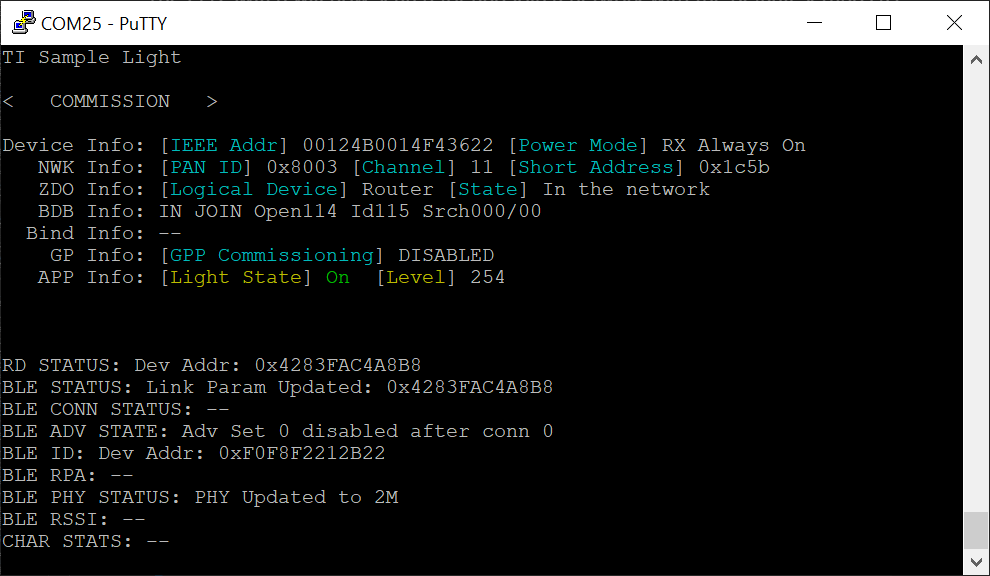 COM25 - PuTTY
TI Sample Light
<   COMMISSION   >
Device Info: [IEEE Addr] 00124B0014F43622 [Power Mode] RX Always On
NWK Info: [PAN ID] 0x8003 [Channel] 11 [Short Address] 0x1c5b
ZDO Info: [Logical Device] Router [State] In the network
BDB Info: IN JOIN Open114 Id115 Srch000/00
Bind Info: --
GP Info: [GPP Commissioning] DISABLED
APP Info: [Light State] On  [Level] 254
RD STATUS: Dev Addr: 0x4283FAC4A8B8
BLE STATUS: Link Param Updated: 0x4283FAC4A8B8
BLE CONN STATUS: --
BLE ADV STATE: Adv Set 0 disabled after conn 0
BLE ID: Dev Addr: 0xF0F8F2212B22
BLE RPA: --
BLE PHY STATUS: PHY Updated to 2M
BLE RSSI: --
CHAR STATS: --